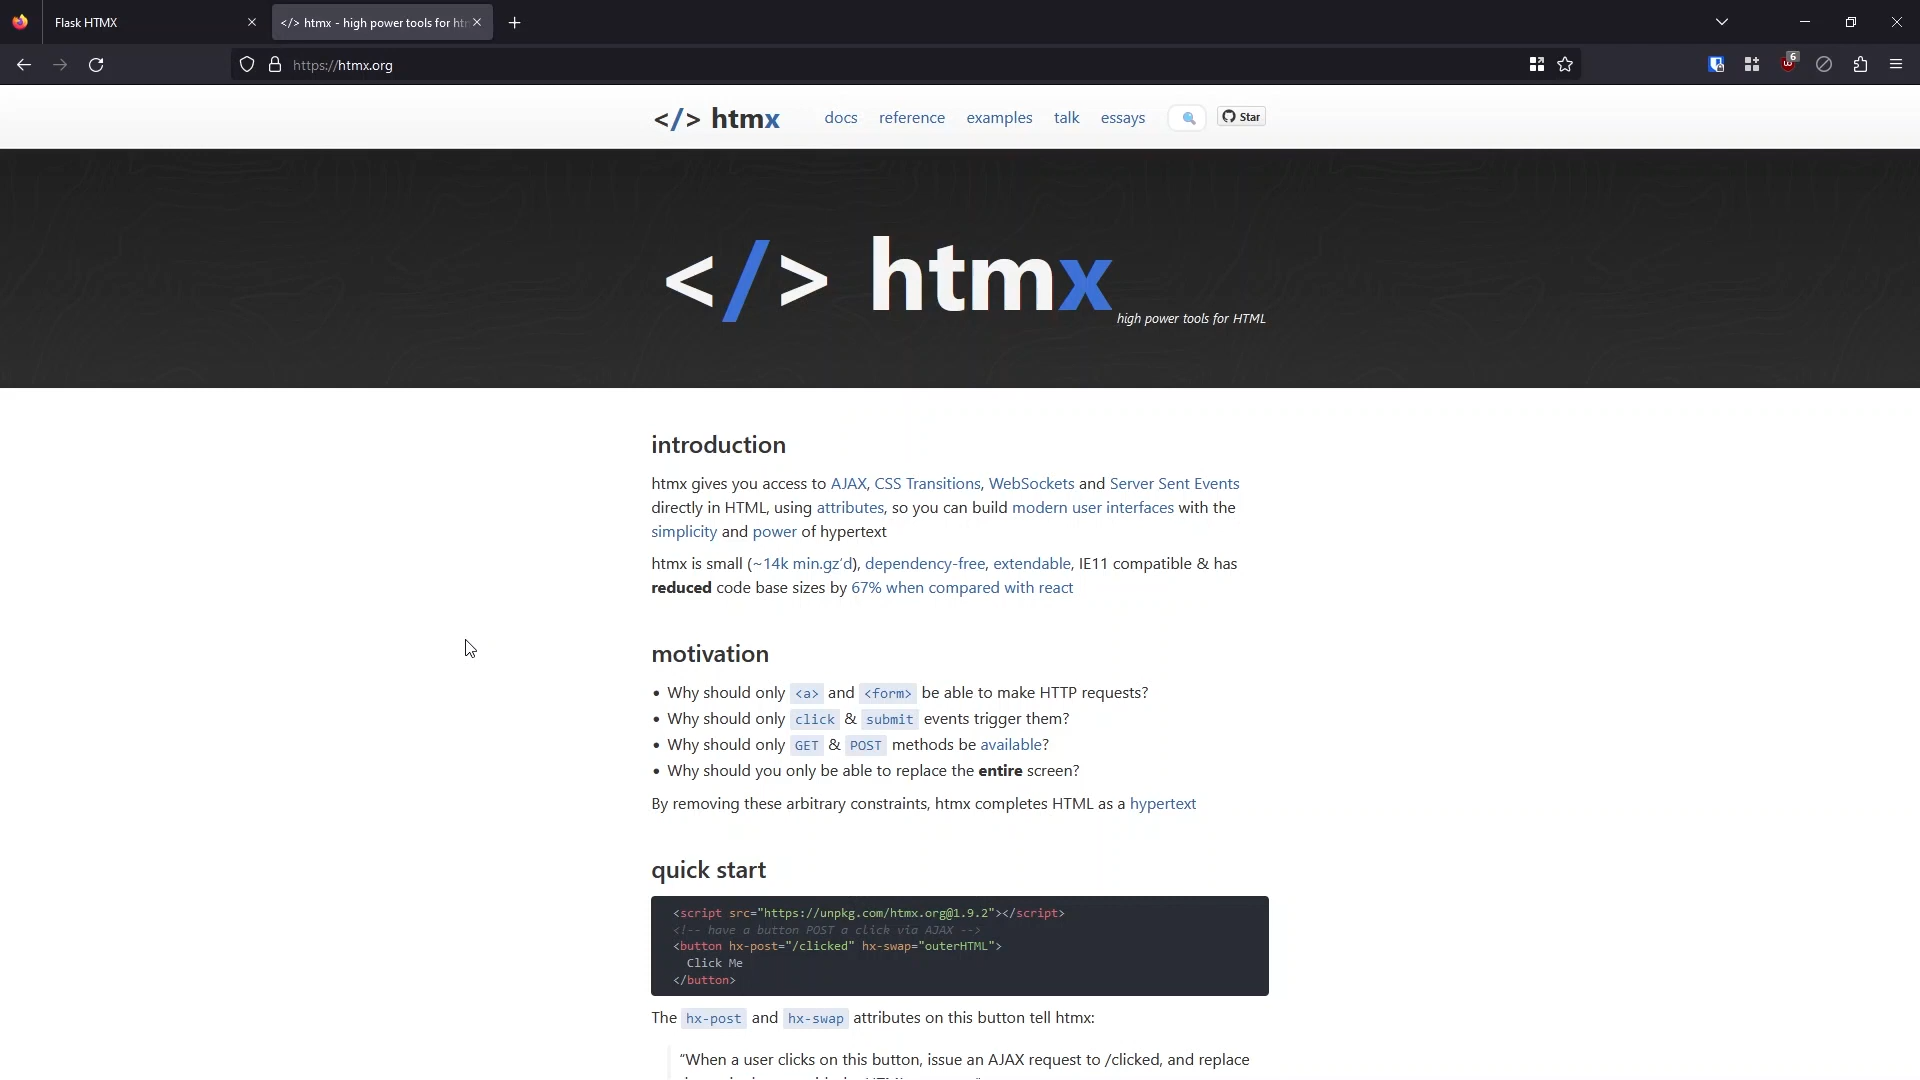 Flask HTMX
</> htmx - high power tools for htm
https://htmx.org
6
</> htmx
docs
reference
examples
talk
essays
Star
</> htmx
high power tools for HTML
introduction
htmx gives you access to AJAX, CSS Transitions, WebSockets and Server Sent Events
directly in HTML, using attributes, so you can build modern user interfaces with the
simplicity and power of hypertext
htmx is small (~14k min.gz'd), dependency-free, extendable, IE11 compatible & has
reduced code base sizes by 67% when compared with react
motivation
• Why should only <a> and <form> be able to make HTTP requests?
• Why should only click & submit events trigger them?
• Why should only GET & POST methods be available?
• Why should you only be able to replace the entire screen?
By removing these arbitrary constraints, htmx completes HTML as a hypertext
quick start
<script src="https://unpkg.com/htmx.org@1.9.2"></script>
<!-- have a button POST a click via AJAX -->
<button hx-post="/clicked" hx-swap="outerHTML">
Click Me
</button>
The hx-post and hx-swap attributes on this button tell htmx:
“When a user clicks on this button, issue an AJAX request to /clicked, and replace